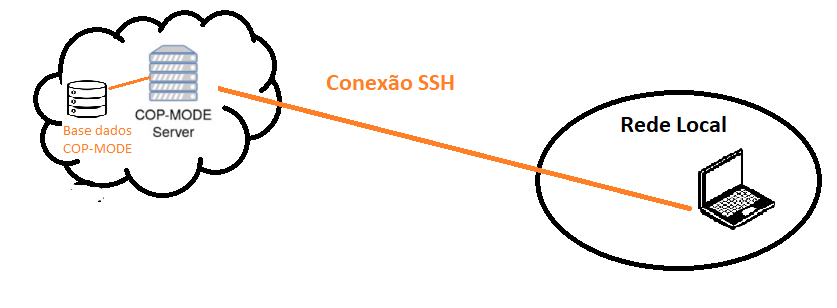 Conexão SSH
COP-MODE
Server
Base dados
COP-MODE
Rede Local